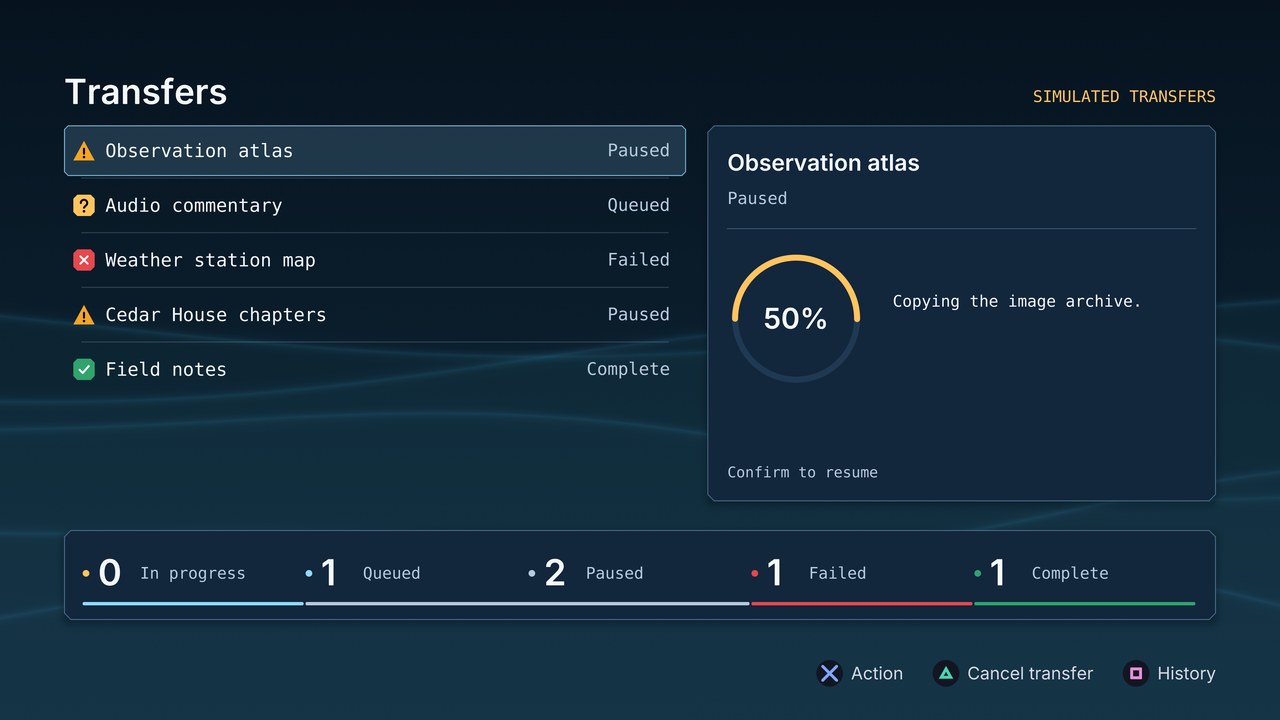 Transfers
SIMULATED TRANSFERS
Observation atlas Paused
Audio commentary Queued
Weather station map Failed
Cedar House chapters Paused
Field notes Complete
Observation atlas
Paused
50%
Copying the image archive.
Confirm to resume
0 In progress
1 Queued
2 Paused
1 Failed
1 Complete
Action
Cancel transfer
History